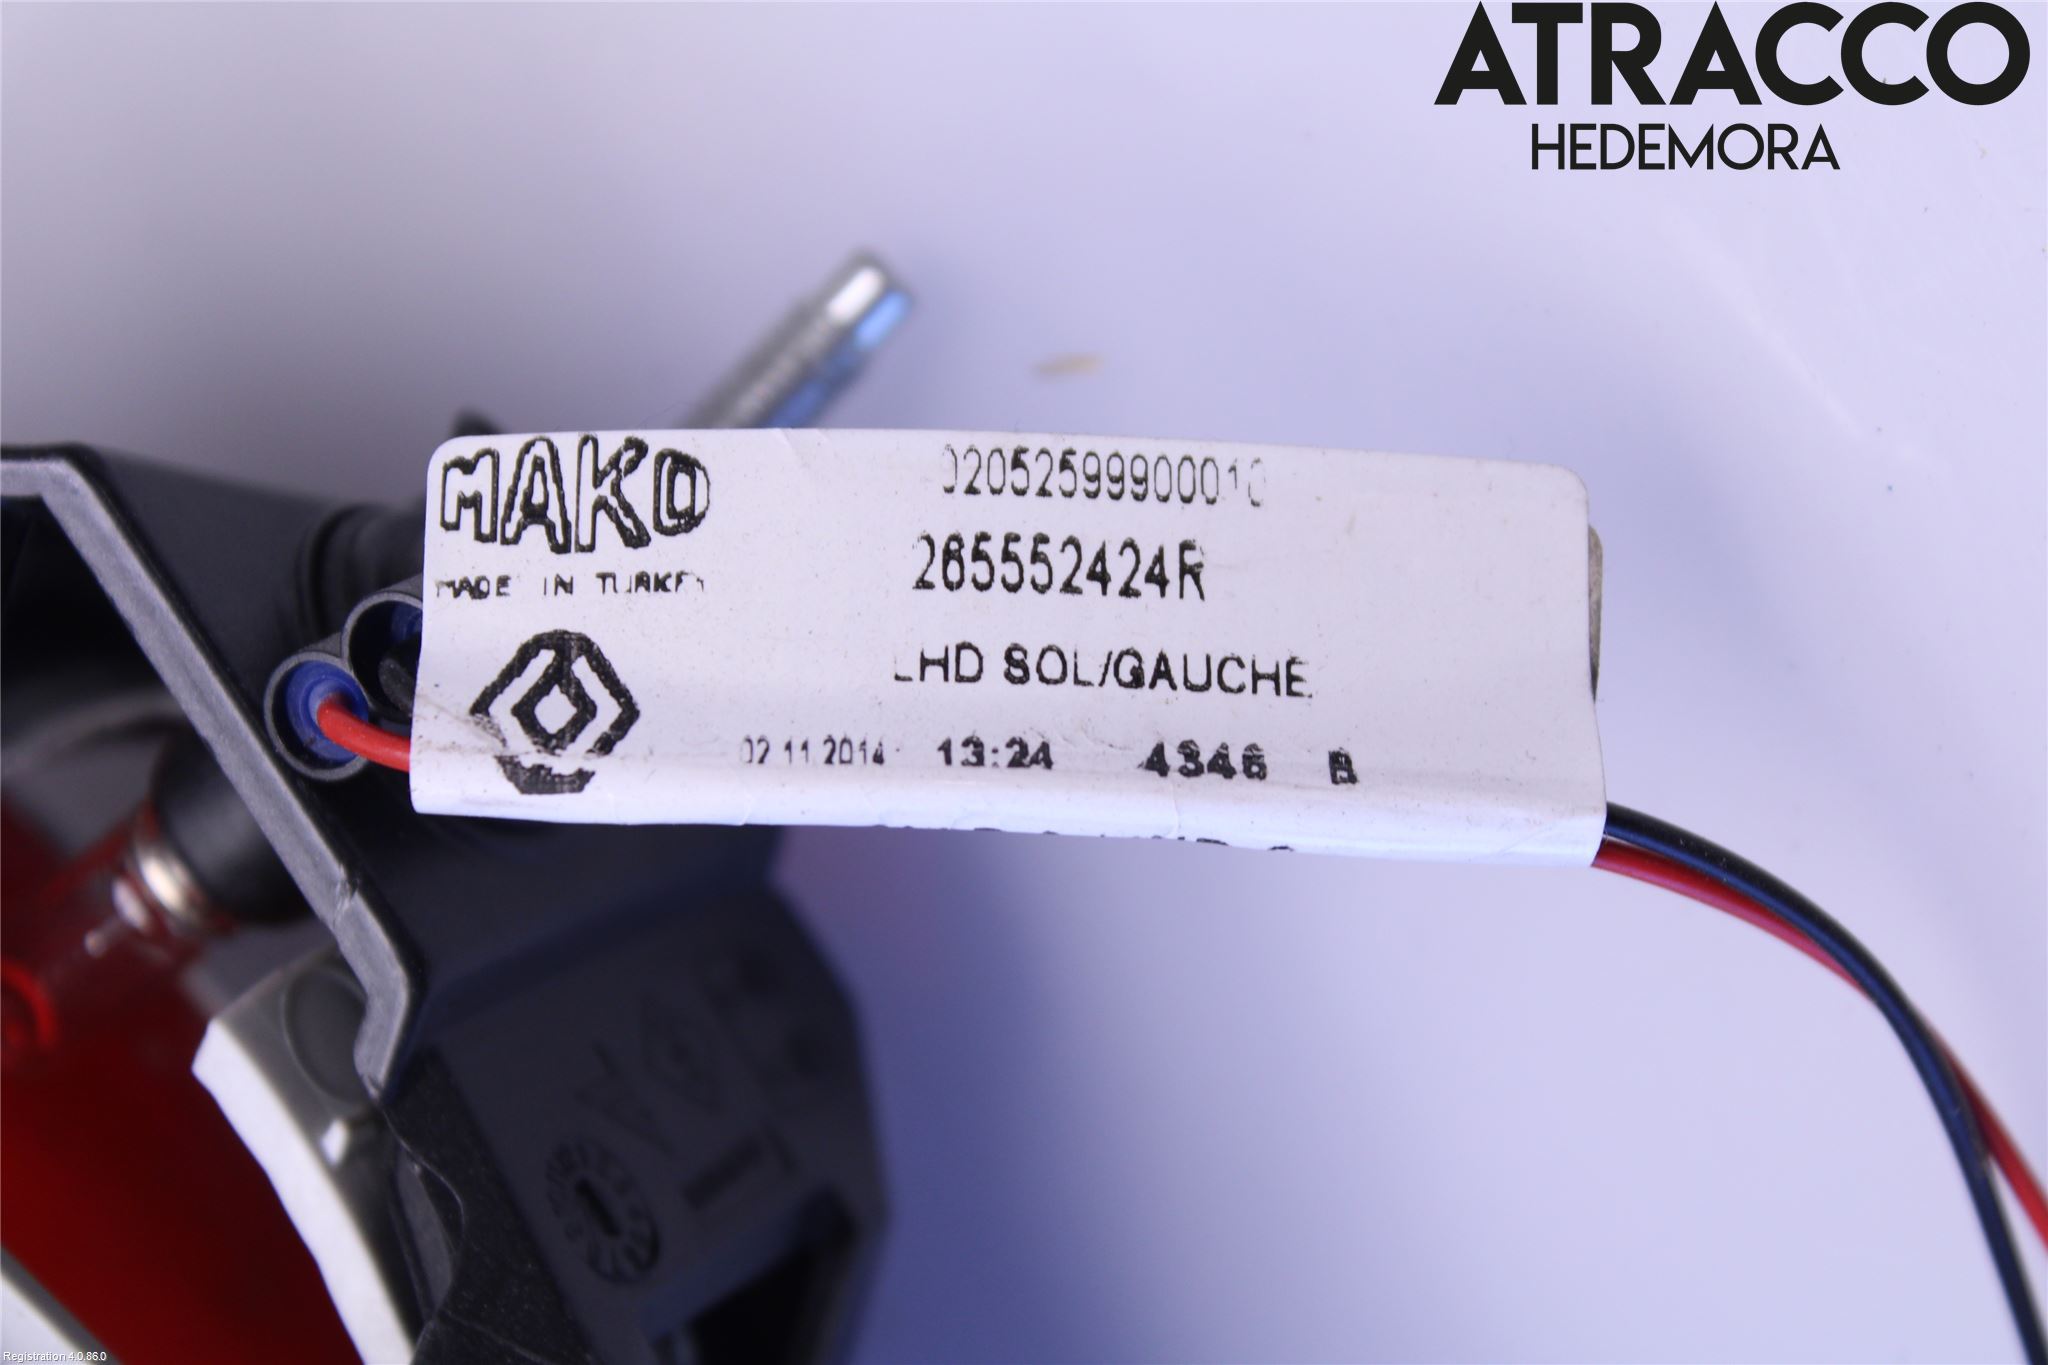 ATRACCO
HEDEMORA
MAKO
02052599900010
MADE IN TURKEY
265552424R
LHD SOL/GAUCHE
02.11.2014 13:24 4346 B
Registration 4.0.86.0